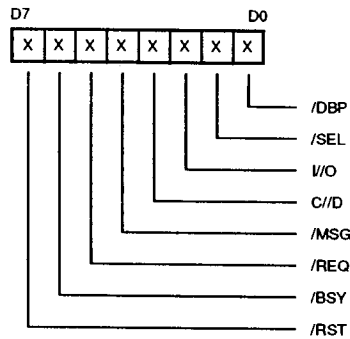 D7 D0
X X X X X X X X
/DBP
/SEL
I//O
C//D
/MSG
/REQ
/BSY
/RST